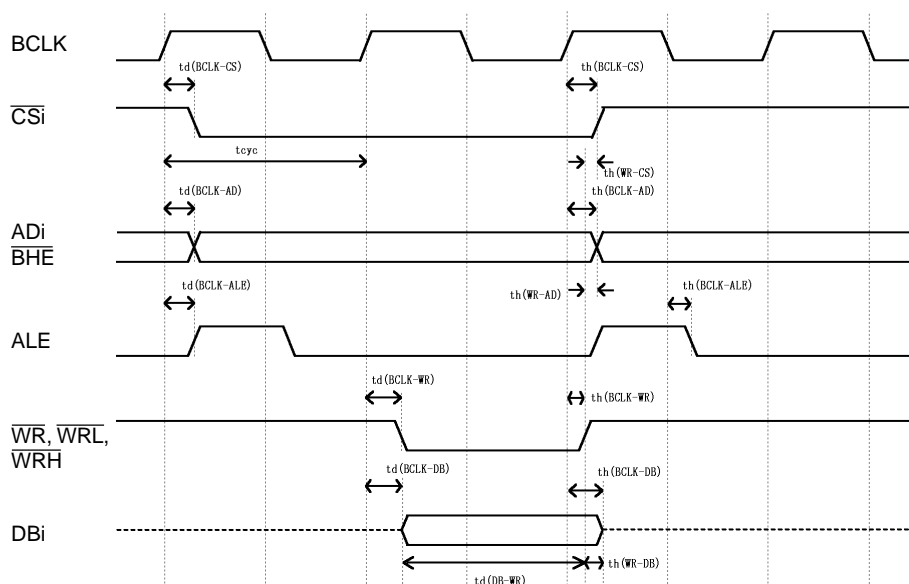 BCLK
td(BCLK-CS)
th(BCLK-CS)
CSi
tcyc
th(WR-CS)
td(BCLK-AD)
th(BCLK-AD)
ADi
BHE
td(BCLK-ALE)
th(WR-AD)
th(BCLK-ALE)
ALE
td(BCLK-WR)
th(BCLK-WR)
WR, WRL,
WRH
td(BCLK-DB)
th(BCLK-DB)
DBi
td(DB-WR)
th(WR-DB)